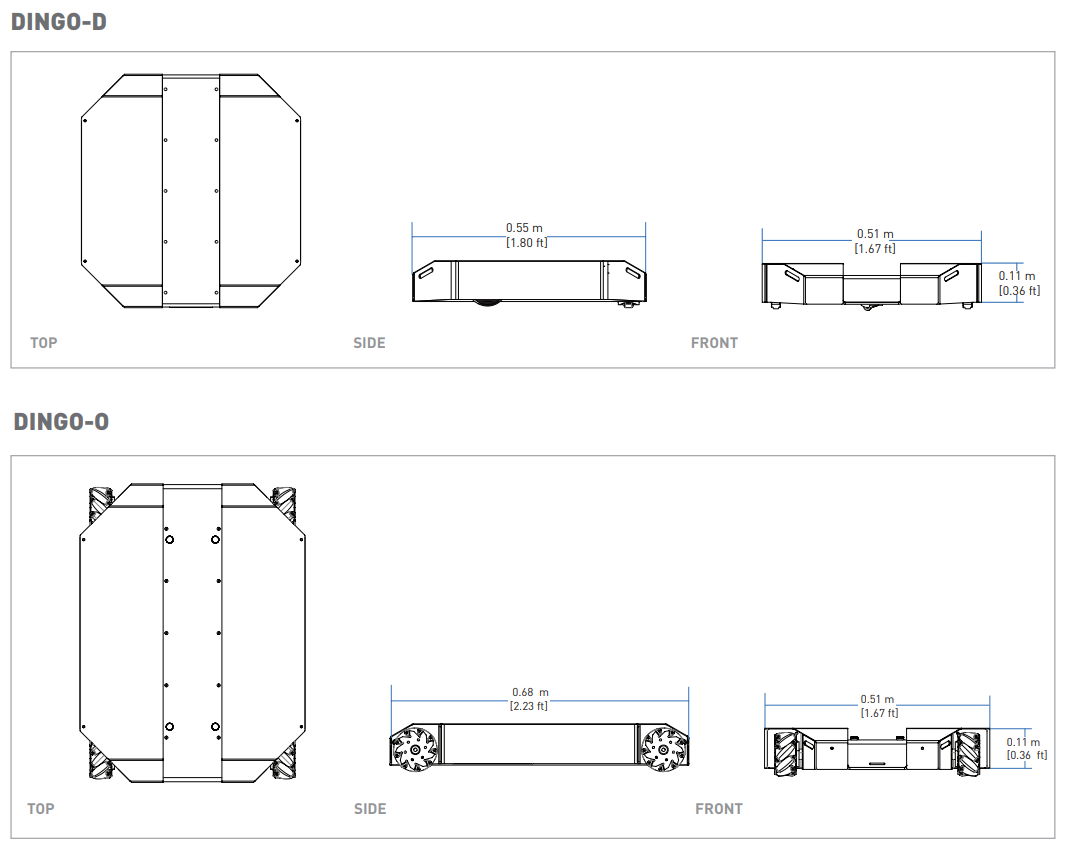 DINGO-D
0.55 m
[1.80 ft]
0.51 m
[1.67 ft]
0.11 m
[0.36 ft]
TOP
SIDE
FRONT
DINGO-O
0.68 m
[2.23 ft]
0.51 m
[1.67 ft]
0.11 m
[0.36 ft]
TOP
SIDE
FRONT